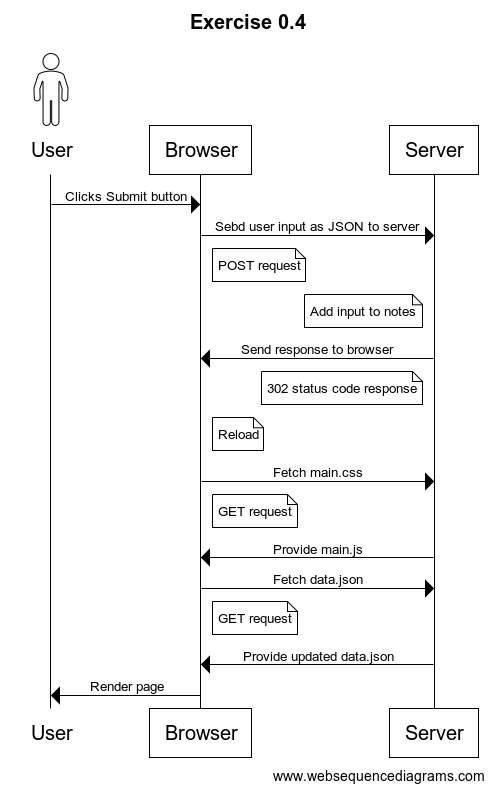 Exercise 0.4
User
Browser
Server
Clicks Submit button
Sebd user input as JSON to server
POST request
Add input to notes
Send response to browser
302 status code response
Reload
Fetch main.css
GET request
Provide main.js
Fetch data.json
GET request
Provide updated data.json
Render page
User
Browser
Server
www.websequencediagrams.com